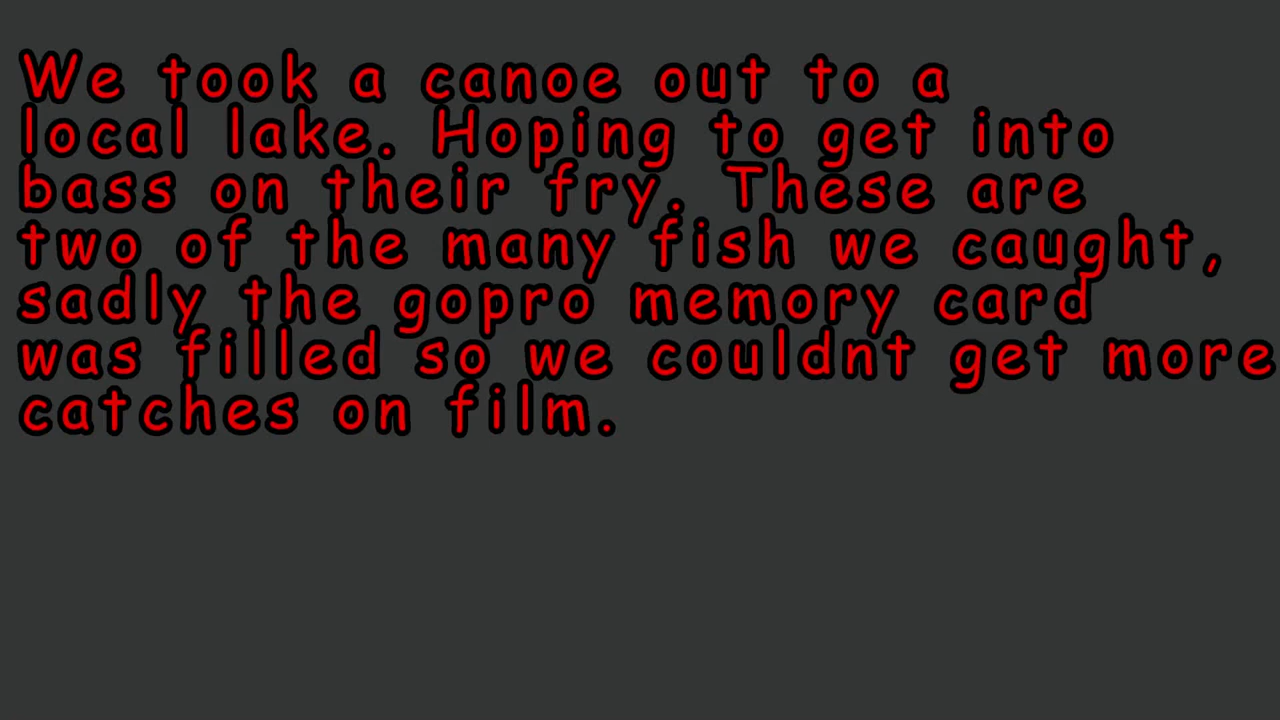 We took a canoe out to a
local lake. Hoping to get into
bass on their fry. These are
two of the many fish we caught,
sadly the gopro memory card
was filled so we couldnt get more
catches on film.